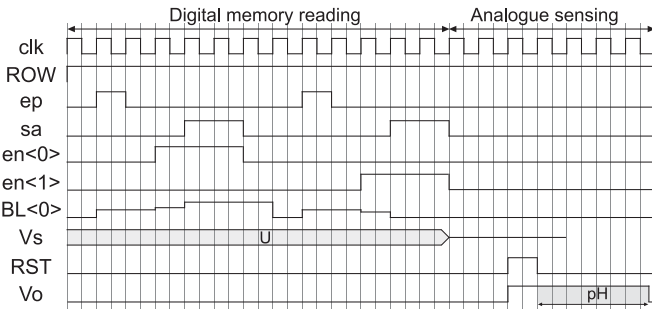 Digital memory reading Analogue sensing
clk
ROW
ep
sa
en<0>
en<1>
BL<0>
Vs U
RST
Vo pH